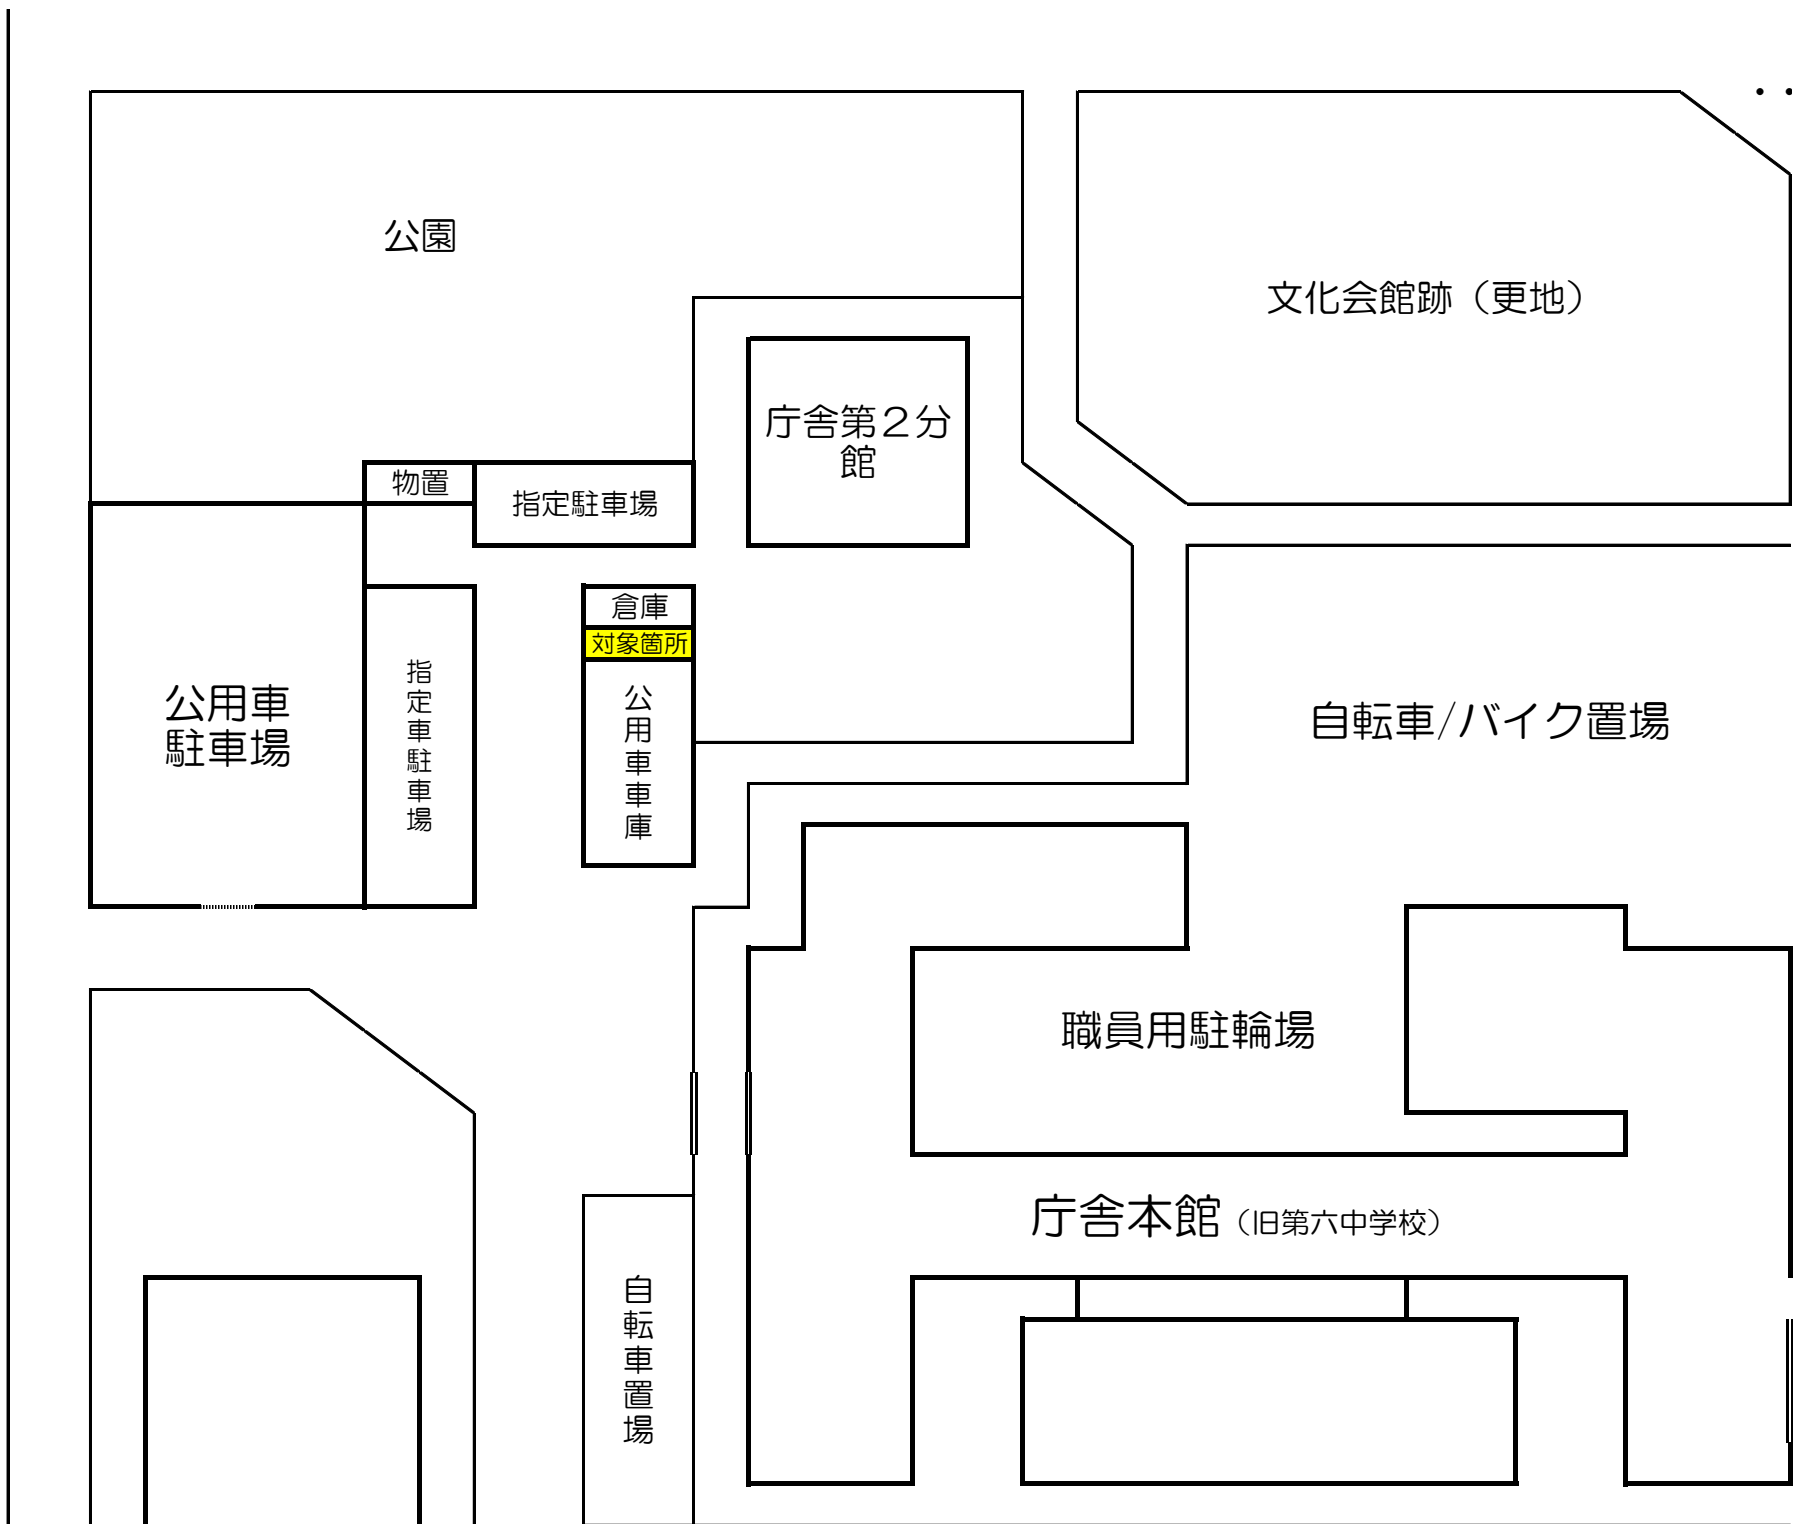 公園
文化会館跡（更地）
庁舎第２分
館
物置
指定駐車場
倉庫
対象箇所
公用車
駐車場
指定車駐車場
公用車車庫
自転車/バイク置場
職員用駐輪場
庁舎本館（旧第六中学校）
自転車置場